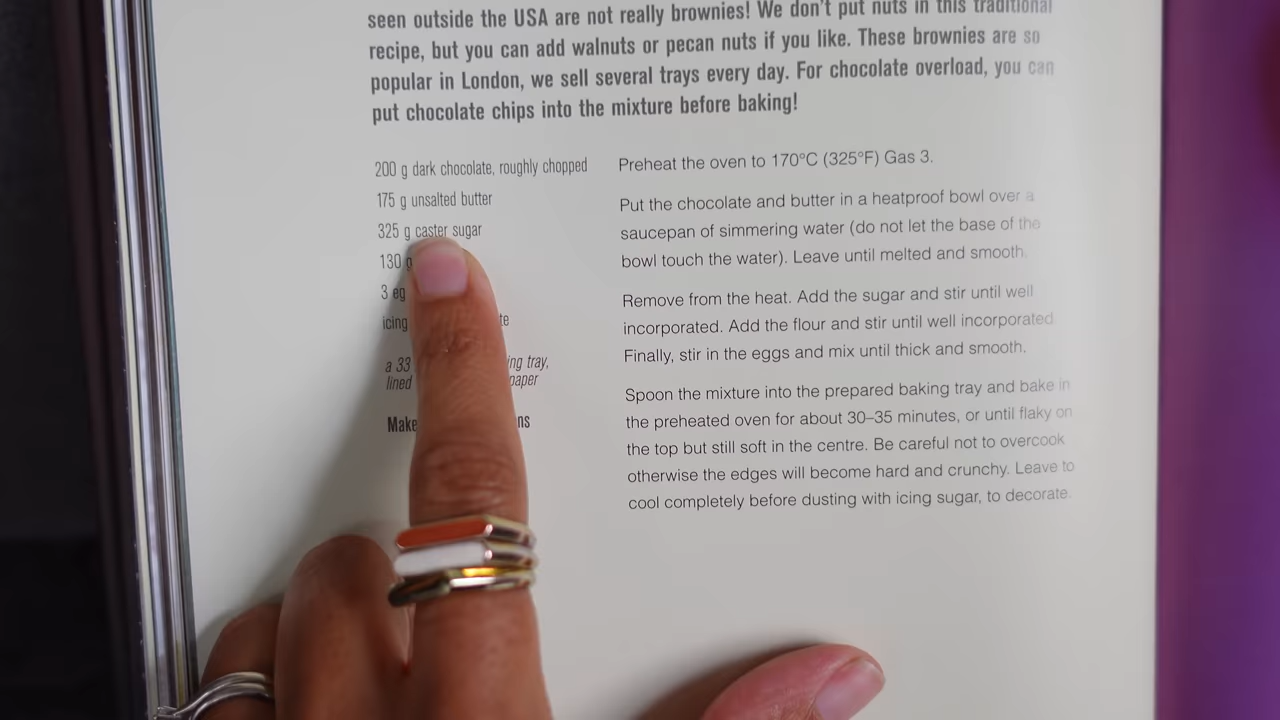 seen outside the USA are not really brownies! We don't put nuts in this traditional
recipe, but you can add walnuts or pecan nuts if you like. These brownies are so
popular in London, we sell several trays every day. For chocolate overload, you can
put chocolate chips into the mixture before baking!
200 g dark chocolate, roughly chopped
175 g unsalted butter
325 g caster sugar
130 g
3 eg
icing te
a 33 ing tray,
lined paper
Make ns
Preheat the oven to 170°C (325°F) Gas 3.
Put the chocolate and butter in a heatproof bowl over a
saucepan of simmering water (do not let the base of the
bowl touch the water). Leave until melted and smooth.
Remove from the heat. Add the sugar and stir until well
incorporated. Add the flour and stir until well incorporated.
Finally, stir in the eggs and mix until thick and smooth.
Spoon the mixture into the prepared baking tray and bake in
the preheated oven for about 30–35 minutes, or until flaky on
the top but still soft in the centre. Be careful not to overcook
otherwise the edges will become hard and crunchy. Leave to
cool completely before dusting with icing sugar, to decorate.